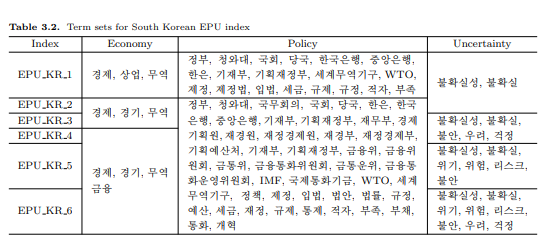 Table 3.2. Term sets for South Korean EPU index
Index Economy Policy Uncertainty
EPU_KR_1
경제, 상업, 무역
정부, 청와대, 국회, 당국, 한국은행, 중앙은행,
한은, 기재부, 기획재정부, 세계무역기구, WTO,
제정, 제정법, 입법, 세금, 규제, 규정, 적자, 부족
불확실성, 불확실
EPU_KR_2
EPU_KR_3
경제, 경기, 무역
EPU_KR_4
EPU_KR_5
EPU_KR_6
경제, 경기, 무역
금융
정부, 청와대, 국무회의, 국회, 당국, 한은, 한국
은행, 중앙은행, 기재부, 기획재정부, 재무부, 경제
기획원, 재경원, 재정경제원, 재경부, 재정경제부,
기획예산처, 기재부, 기획재정부, 금융위, 금융위
원회, 금통위, 금융통화위원회, 금통운위, 금융통
화운영위원회, IMF, 국제통화기금, WTO, 세계
무역기구, 정책, 제정, 입법, 법안, 법률, 규정,
예산, 세금, 재정, 규제, 통제, 적자, 부족, 부채,
통화, 개혁
불확실성, 불확실,
불안, 우려, 걱정
불확실성, 불확실,
위기, 위험, 리스크,
불안
불확실성, 불확실,
위기, 위험, 리스크,
불안, 우려, 걱정